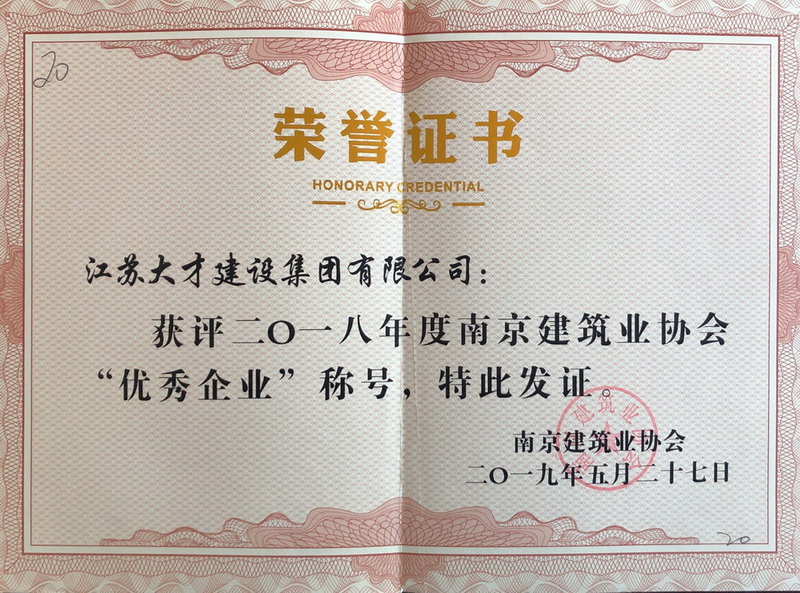 20
荣誉证书
HONORARY CREDENTIAL
江苏大才建设集团有限公司：
获评二〇一八年度南京建筑业协会
“优秀企业”称号，特此发证。
南京建筑业协会
二〇一九年五月二十七日
20